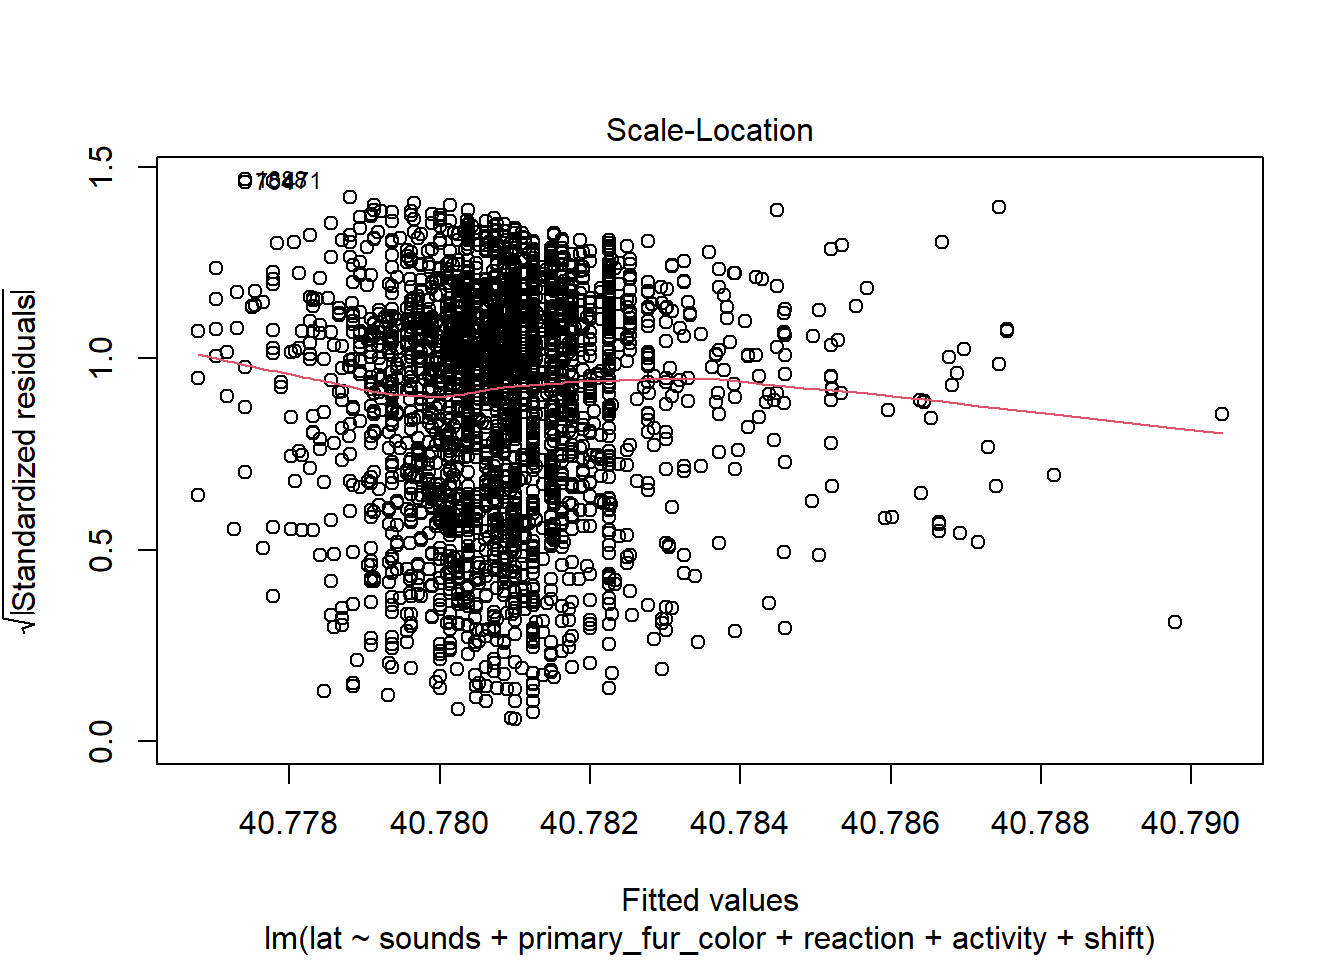 Scale-Location
1.5
1.0
0.5
0.0
√|Standardized residuals|
40.778 40.780 40.782 40.784 40.786 40.788 40.790
Fitted values
lm(lat ~ sounds + primary_fur_color + reaction + activity + shift)